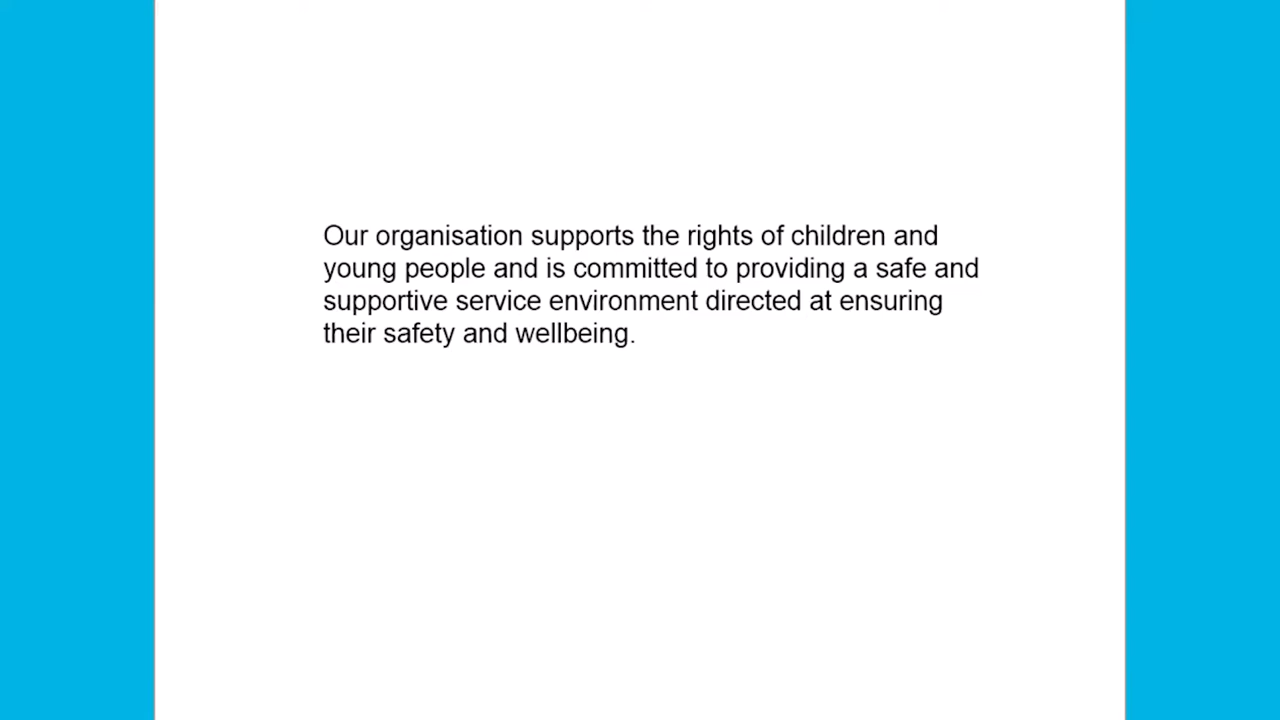 Our organisation supports the rights of children and
young people and is committed to providing a safe and
supportive service environment directed at ensuring
their safety and wellbeing.